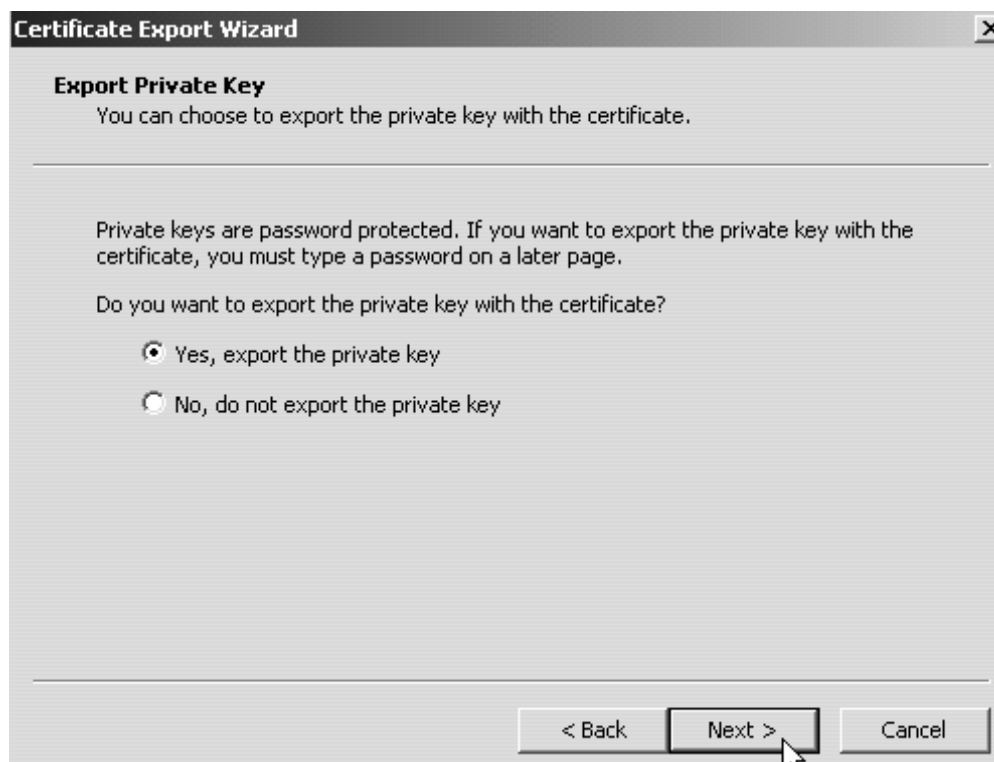 Certificate Export Wizard
Export Private Key
You can choose to export the private key with the certificate.
Private keys are password protected. If you want to export the private key with the
certificate, you must type a password on a later page.
Do you want to export the private key with the certificate?
Yes, export the private key
No, do not export the private key
< Back
Next >
Cancel